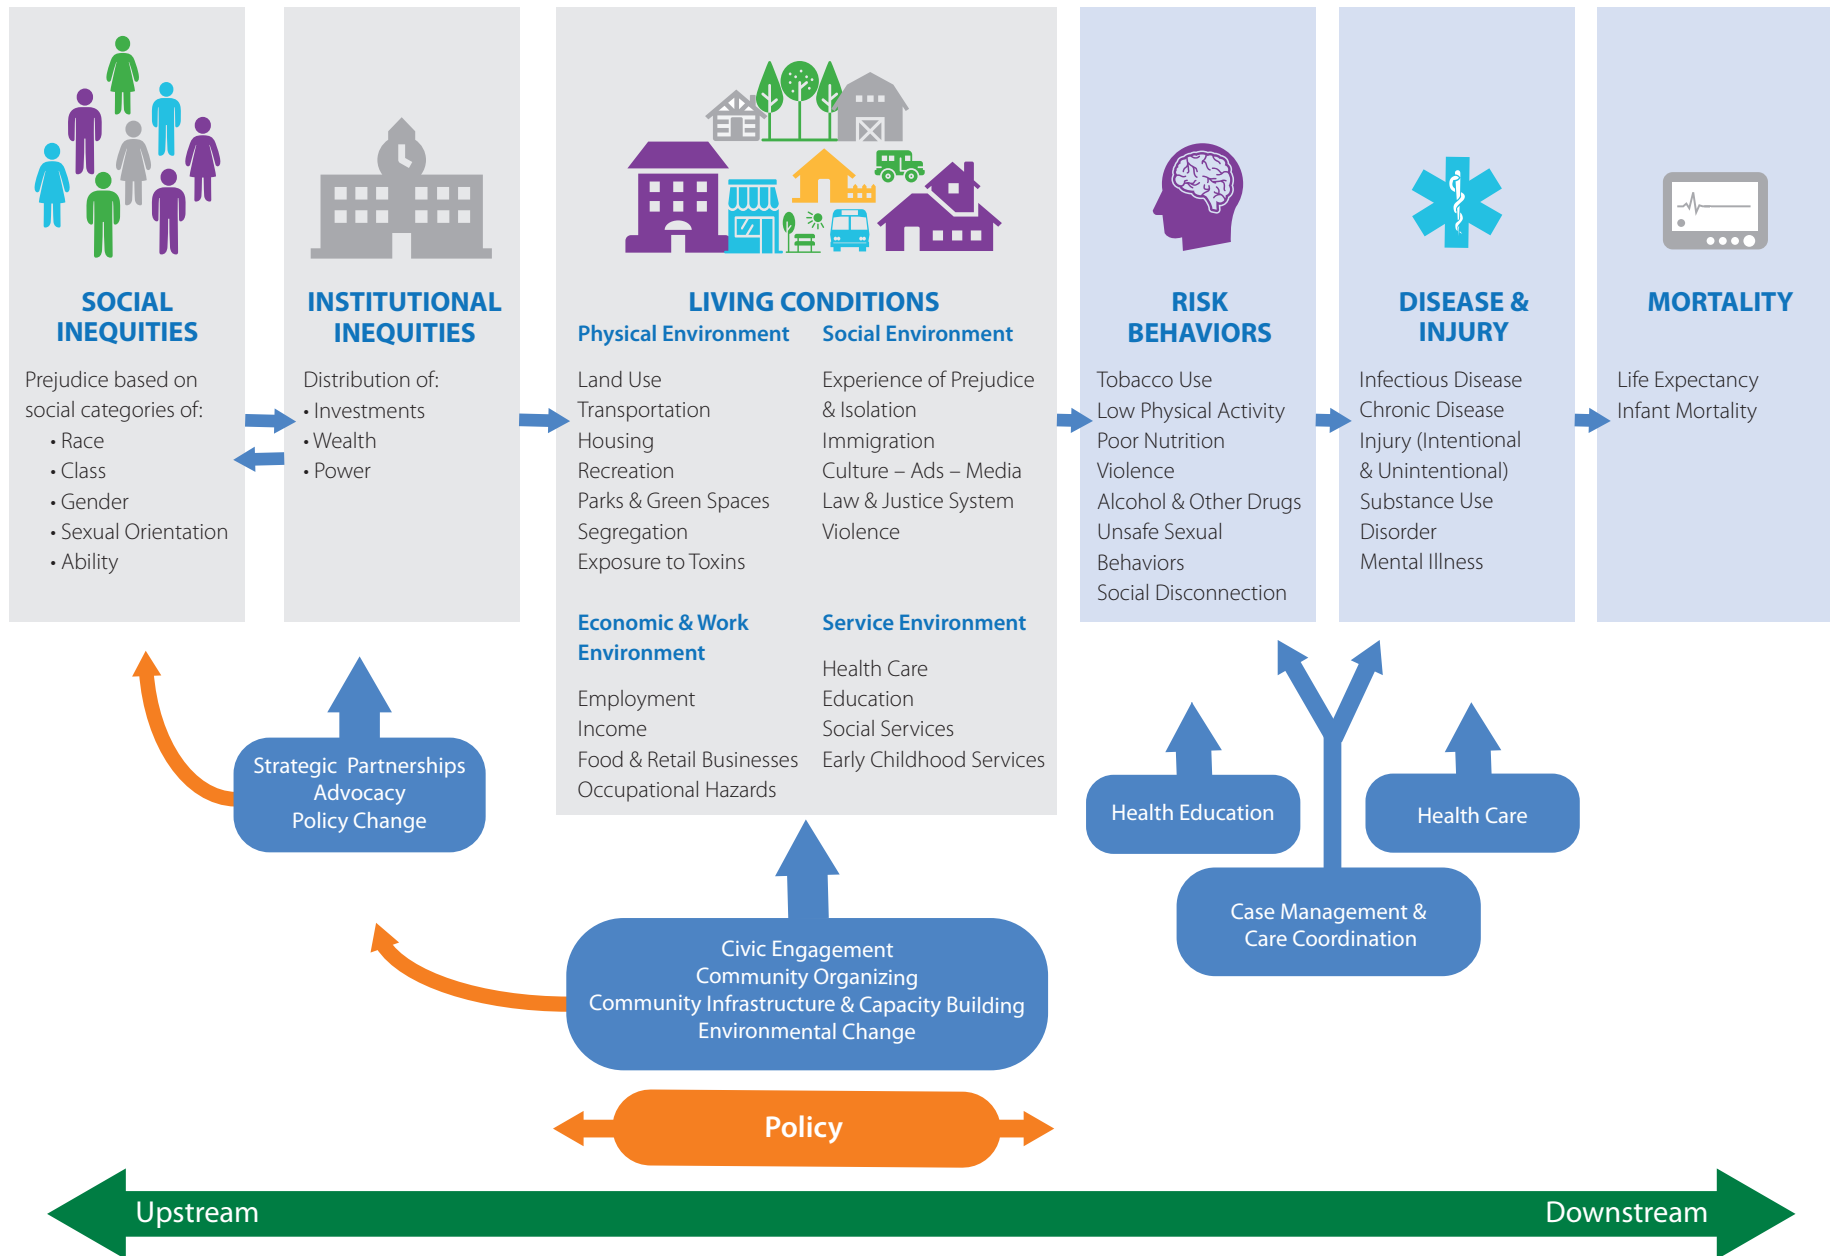 SOCIAL
INEQUITIES
Prejudice based on
social categories of:
• Race
• Class
• Gender
• Sexual Orientation
• Ability
INSTITUTIONAL
INEQUITIES
Distribution of:
• Investments
• Wealth
• Power
LIVING CONDITIONS
Physical Environment
Land Use
Transportation
Housing
Recreation
Parks & Green Spaces
Segregation
Exposure to Toxins
Social Environment
Experience of Prejudice
& Isolation
Immigration
Culture – Ads – Media
Law & Justice System
Violence
Economic & Work
Environment
Employment
Income
Food & Retail Businesses
Occupational Hazards
Service Environment
Health Care
Education
Social Services
Early Childhood Services
RISK
BEHAVIORS
Tobacco Use
Low Physical Activity
Poor Nutrition
Violence
Alcohol & Other Drugs
Unsafe Sexual
Behaviors
Social Disconnection
DISEASE &
INJURY
Infectious Disease
Chronic Disease
Injury (Intentional
& Unintentional)
Substance Use
Disorder
Mental Illness
MORTALITY
Life Expectancy
Infant Mortality
Strategic Partnerships
Advocacy
Policy Change
Civic Engagement
Community Organizing
Community Infrastructure & Capacity Building
Environmental Change
Health Education
Health Care
Case Management &
Care Coordination
Policy
Upstream
Downstream